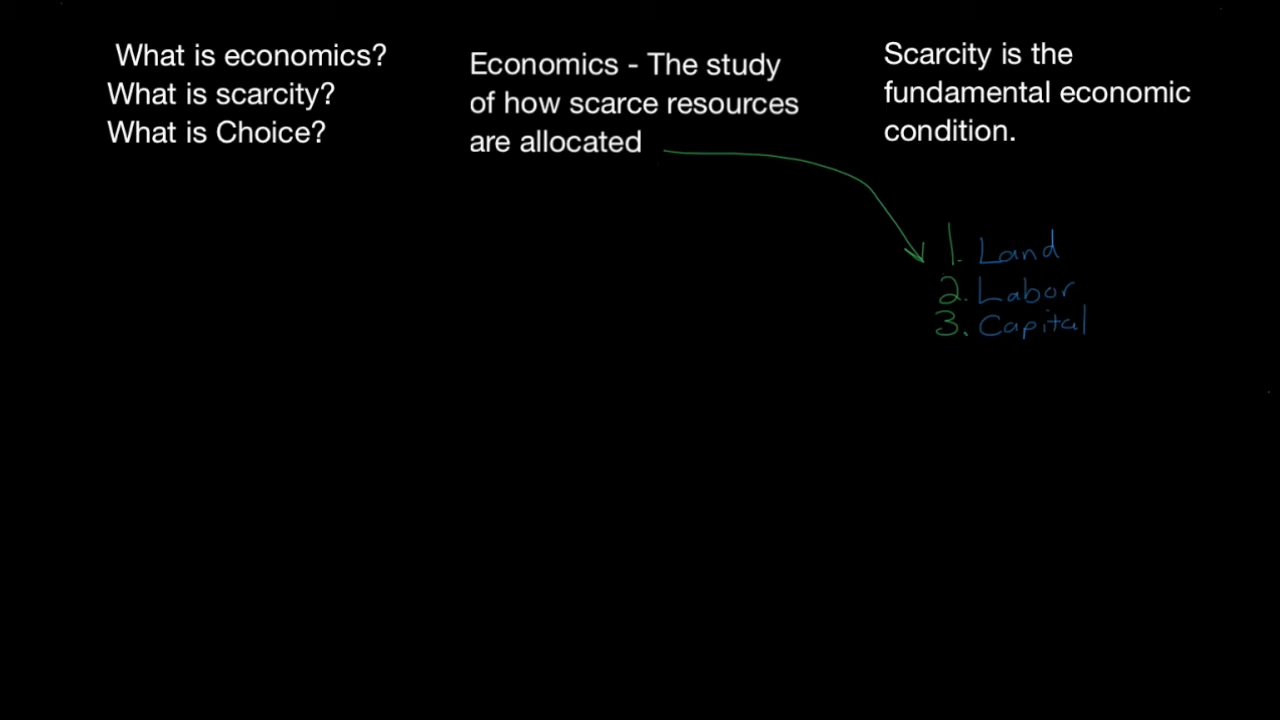 What is economics?
What is scarcity?
What is Choice?
Economics - The study
of how scarce resources
are allocated
Scarcity is the
fundamental economic
condition.
1. Land
2. Labor
3. Capital